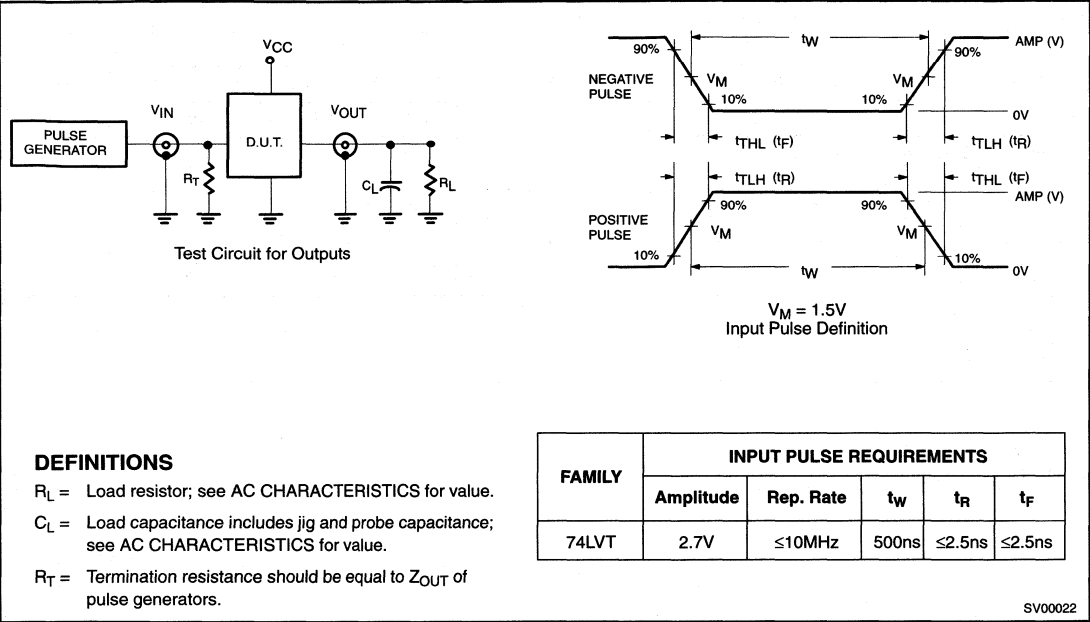 VCC
VIN
VOUT
PULSE
GENERATOR
D.U.T.
RT
CL
RL
Test Circuit for Outputs
tW
AMP (V)
90%
90%
NEGATIVE
PULSE
VM
VM
10%
10%
0V
tTHL (tF)
tTLH (tR)
tTLH (tR)
tTHL (tF)
AMP (V)
90%
90%
POSITIVE
PULSE
VM
VM
10%
10%
tW
0V
VM = 1.5V
Input Pulse Definition
DEFINITIONS
RL = Load resistor; see AC CHARACTERISTICS for value.
CL = Load capacitance includes jig and probe capacitance;
see AC CHARACTERISTICS for value.
RT = Termination resistance should be equal to ZOUT of
pulse generators.
FAMILY
INPUT PULSE REQUIREMENTS
Amplitude Rep. Rate tW tR tF
74LVT 2.7V ≤10MHz 500ns ≤2.5ns ≤2.5ns
SV00022